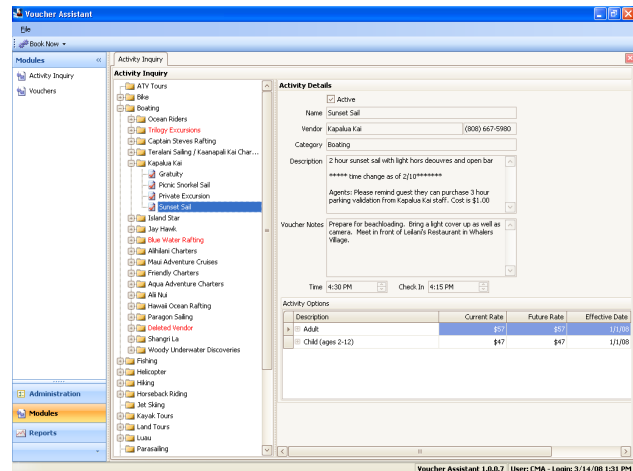 Voucher Assistant
File
Book Now
Modules
Activity Inquiry
Vouchers
Administration
Modules
Reports
Activity Inquiry
Activity Inquiry
ATV Tours
Bike
Boating
Ocean Riders
Trilogy Excursions
Captain Steves Rafting
Teralani Sailing / Kaanapali Kai Char...
Kapalua Kai
Gratuity
Picnic Snorkel Sail
Private Excursion
Sunset Sail
Island Star
Jay Hawk
Blue Water Rafting
Alihilani Charters
Maui Adventure Cruises
Friendly Charters
Aqua Adventure Charters
Alii Nui
Hawaii Ocean Rafting
Paragon Sailing
Deleted Vendor
Shangri La
Woody Underwater Discoveries
Fishing
Helicopter
Hiking
Horseback Riding
Jet Skiing
Kayak Tours
Land Tours
Luau
Parasailing
Activity Details
Active
Name Sunset Sail
Vendor Kapalua Kai (808) 667-5980
Category Boating
Description 2 hour sunset sail with light hors deouvres and open bar
***** time change as of 2/10*******
Agents: Please remind guest they can purchase 3 hour
parking validation from Kapalua Kai staff. Cost is $1.00
Voucher Notes Prepare for beachloading. Bring a light cover up as well as
camera. Meet in front of Leilani's Restaurant in Whalers
Village.
Time 4:30 PM Check In 4:15 PM
Activity Options
Description Current Rate Future Rate Effective Date
Adult $57 $57 1/1/08
Child (ages 2-12) $47 $47 1/1/08
Voucher Assistant 1.0.0.7 User: CMA - Login: 3/14/08 1:31 PM